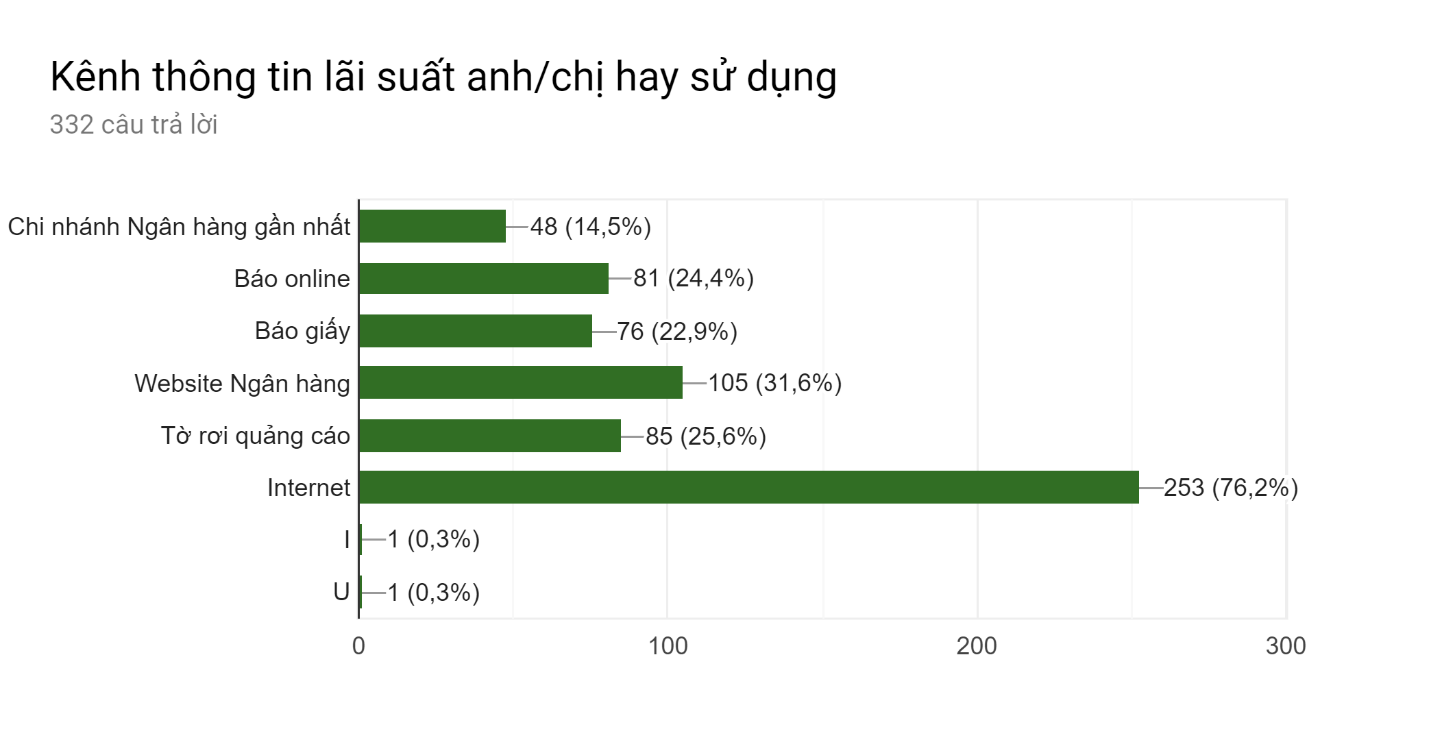 Kênh thông tin lãi suất anh/chị hay sử dụng
332 câu trả lời
Chi nhánh Ngân hàng gần nhất 48 (14,5%)
Báo online 81 (24,4%)
Báo giấy 76 (22,9%)
Website Ngân hàng 105 (31,6%)
Tờ rơi quảng cáo 85 (25,6%)
Internet 253 (76,2%)
I 1 (0,3%)
U 1 (0,3%)
0 100 200 300